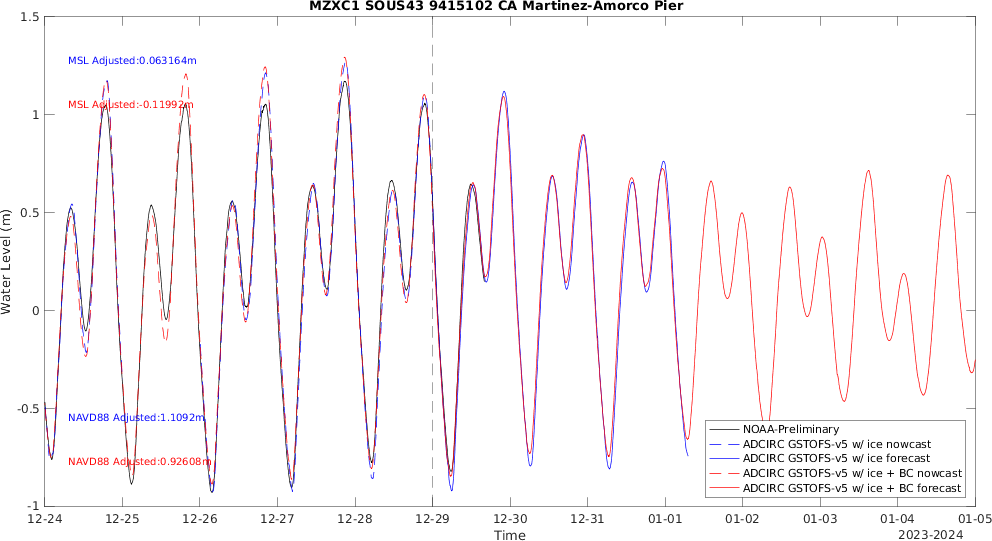 MZXC1 SOUS43 9415102 CA Martinez-Amorco Pier
Water Level (m)
1.5
1
0.5
0
-0.5
-1
MSL Adjusted:0.063164m
MSL Adjusted:-0.11992m
NAVD88 Adjusted:1.1092m
NAVD88 Adjusted:0.92608m
NOAA-Preliminary
ADCIRC GSTOFS-v5 w/ ice nowcast
ADCIRC GSTOFS-v5 w/ ice forecast
ADCIRC GSTOFS-v5 w/ ice + BC nowcast
ADCIRC GSTOFS-v5 w/ ice + BC forecast
12-24 12-25 12-26 12-27 12-28 12-29 12-30 12-31 01-01 01-02 01-03 01-04 01-05
Time
2023-2024